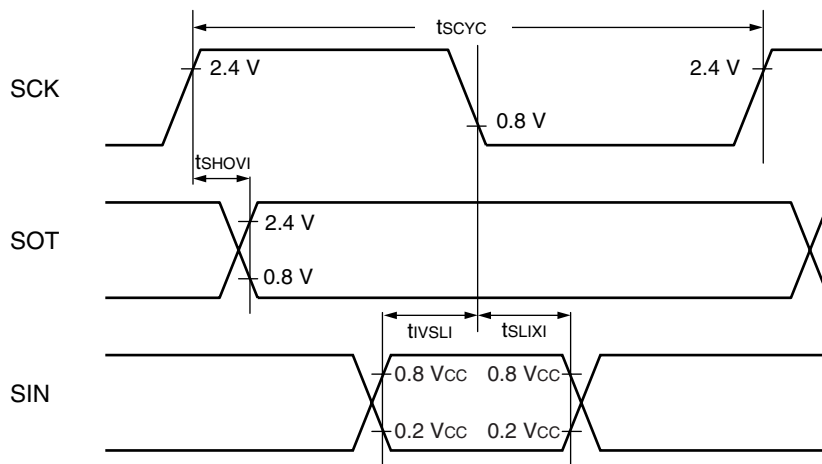 tSCYC
SCK
2.4 V
2.4 V
0.8 V
tSHOVI
SOT
2.4 V
0.8 V
tIVSLI
tSLIXI
SIN
0.8 VCC
0.8 VCC
0.2 VCC
0.2 VCC